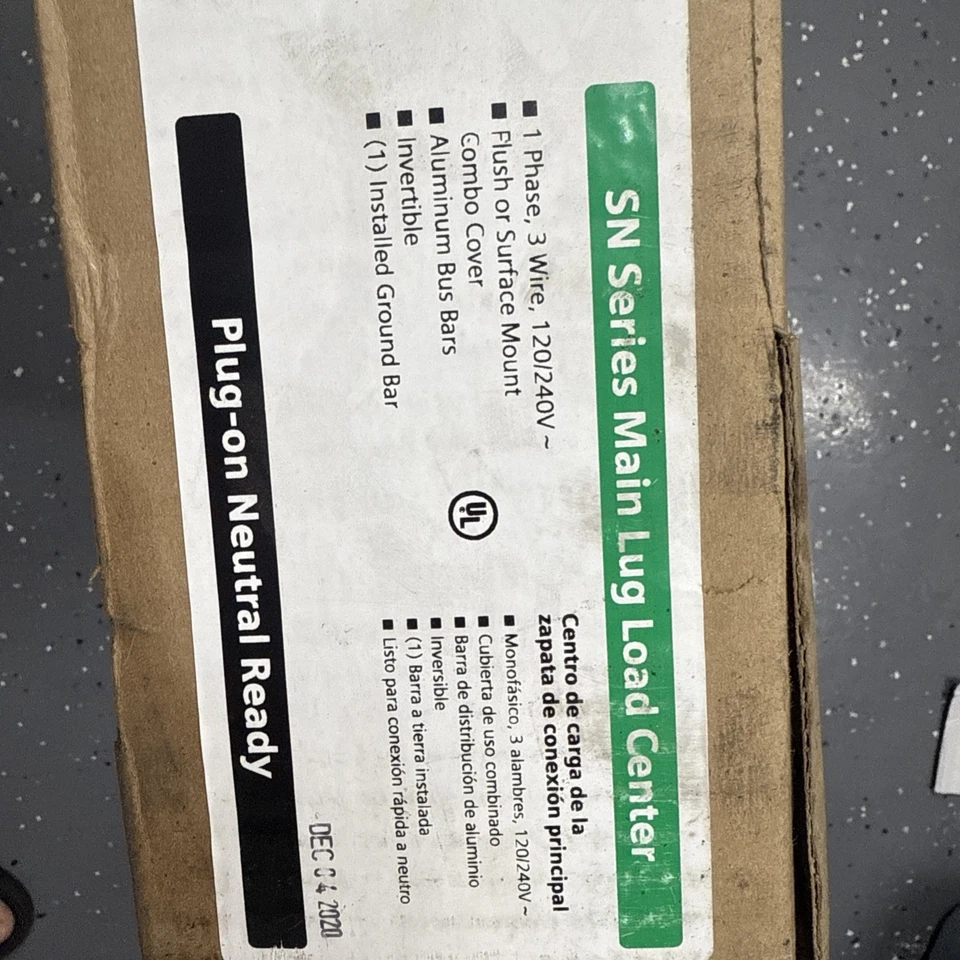 SN Series Main Lug Load Center
■ 1 Phase, 3 Wire, 120/240V ~
■ Flush or Surface Mount
Combo Cover
■ Aluminum Bus Bars
■ Invertible
■ (1) Installed Ground Bar
UL
Centro de carga de la
zapata de conexión principal
■ Monofásico, 3 alambres, 120/240V ~
■ Cubierta de uso combinado
■ Barra de distribución de aluminio
■ Inversible
■ (1) Barra a tierra instalada
■ Listo para conexión rápida a neutro
DEC 04 2020
Plug-on Neutral Ready